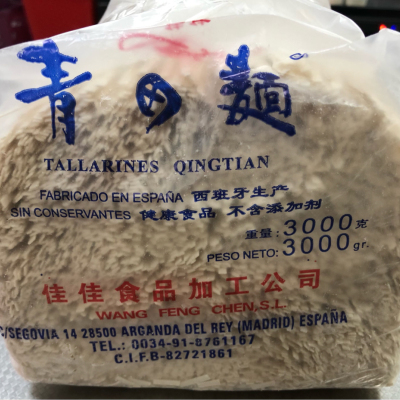 青田麵
TALLARINES QINGTIAN
FABRICADO EN ESPAÑA 西班牙生产
SIN CONSERVANTES 健康食品 不含添加剂
重量: 3000克
PESO NETO: 3000gr.
佳佳食品加工公司
WANG FENG CHEN,S.L.
C/SEGOVIA 14 28500 ARGANDA DEL REY (MADRID) ESPAÑA
TEL.: 0034-91-8761167
C.I.F.B-82721861